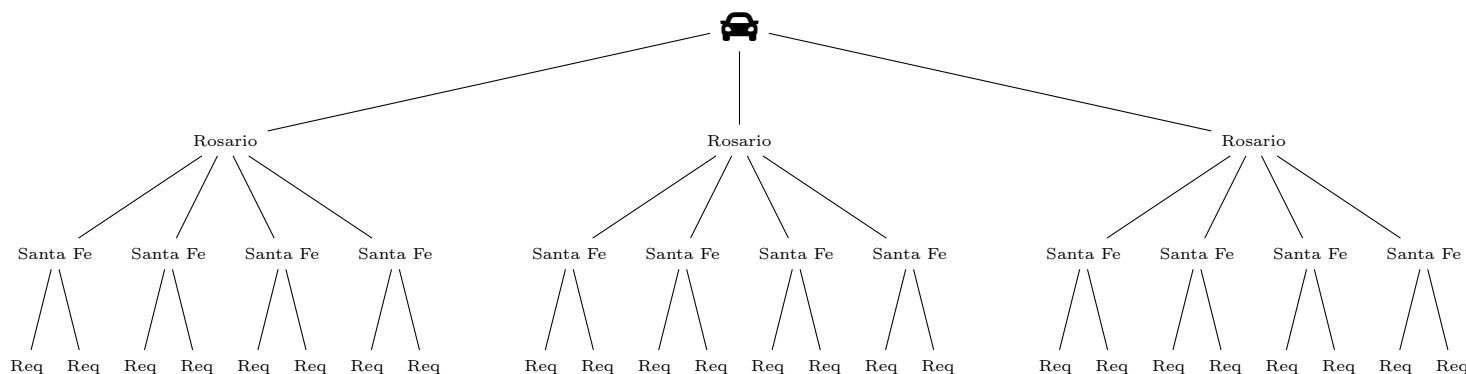 Rosario Rosario Rosario
Santa Fe Santa Fe Santa Fe Santa Fe Santa Fe Santa Fe Santa Fe Santa Fe Santa Fe Santa Fe Santa Fe Santa Fe
Req Req Req Req Req Req Req Req Req Req Req Req Req Req Req Req Req Req Req Req Req Req Req Req